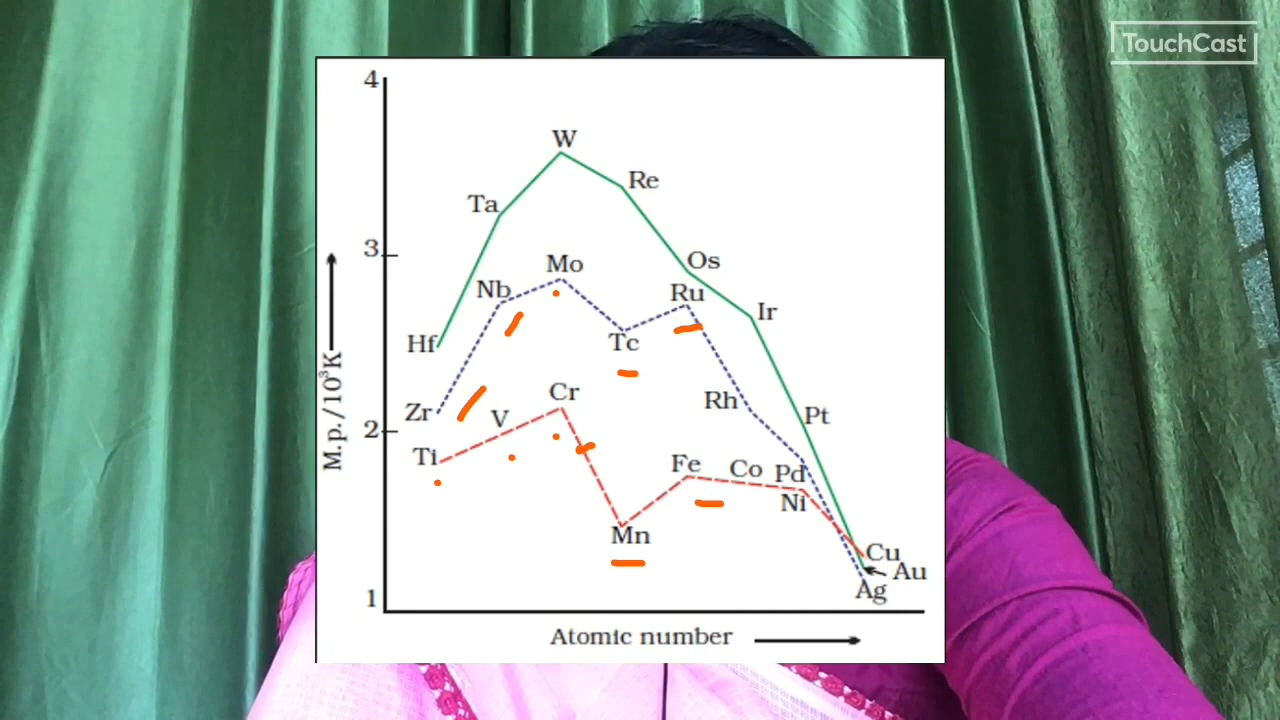 TouchCast
4
W
Re
Ta
3
Os
Mo
Nb
Ru
Ir
Hf
Tc
Cr
Rh
Zr
V
Pt
2
Ti
Fe
Co
Pd
Ni
Mn
Cu
Au
Ag
1
M.p./10³K
Atomic number